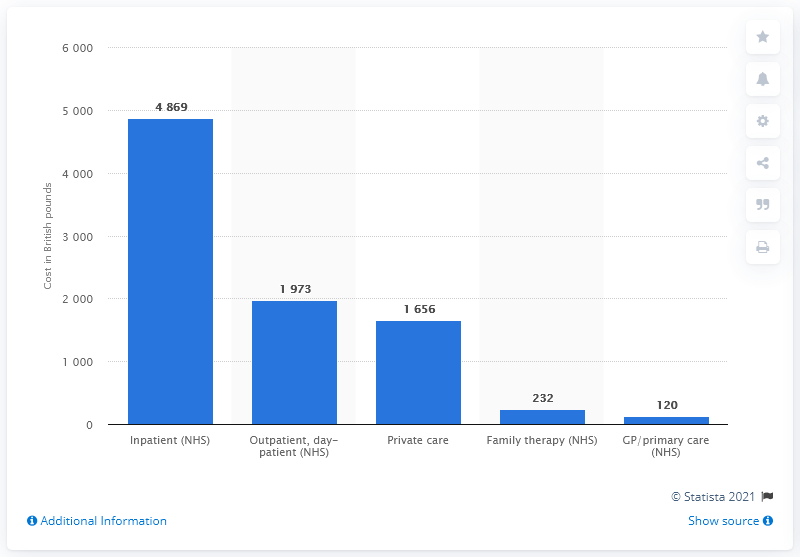 6 000
5 000
4 000
3 000
2 000
1 000
0
Cost in British pounds
4 869
1 973
1 656
232
120
Inpatient (NHS)
Outpatient, day-
patient (NHS)
Private care
Family therapy (NHS)
GP/primary care
(NHS)
© Statista 2021
Additional Information
Show source